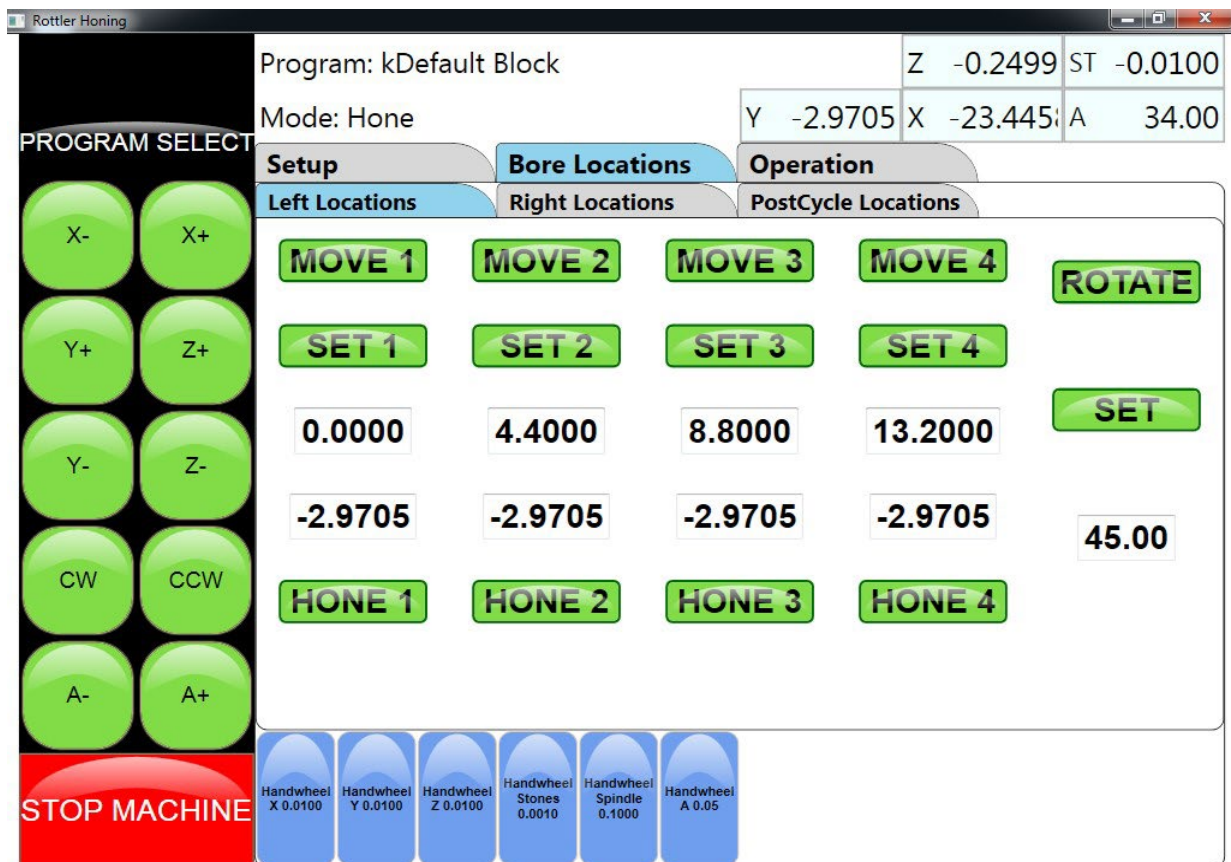 Rottler Honing
Program: kDefault Block
Z -0.2499 ST -0.0100
Mode: Hone
Y -2.9705 X -23.445 A 34.00
PROGRAM SELECT
Setup Bore Locations Operation
Left Locations Right Locations PostCycle Locations
X- X+
MOVE 1 MOVE 2 MOVE 3 MOVE 4 ROTATE
Y+ Z+
SET 1 SET 2 SET 3 SET 4
0.0000 4.4000 8.8000 13.2000 SET
Y- Z-
-2.9705 -2.9705 -2.9705 -2.9705 45.00
CW CCW
HONE 1 HONE 2 HONE 3 HONE 4
A- A+
STOP MACHINE
Handwheel
X 0.0100
Handwheel
Y 0.0100
Handwheel
Z 0.0100
Handwheel
Stones
0.0010
Handwheel
Spindle
0.1000
Handwheel
A 0.05